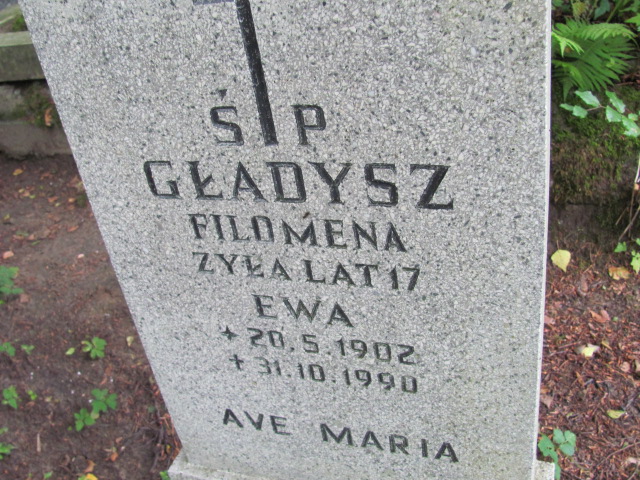 Ś P
GŁADYSZ
FILOMENA
ŻYŁA LAT 17
EWA
+ 20.5.1902
+ 31.10.1990
AVE MARIA